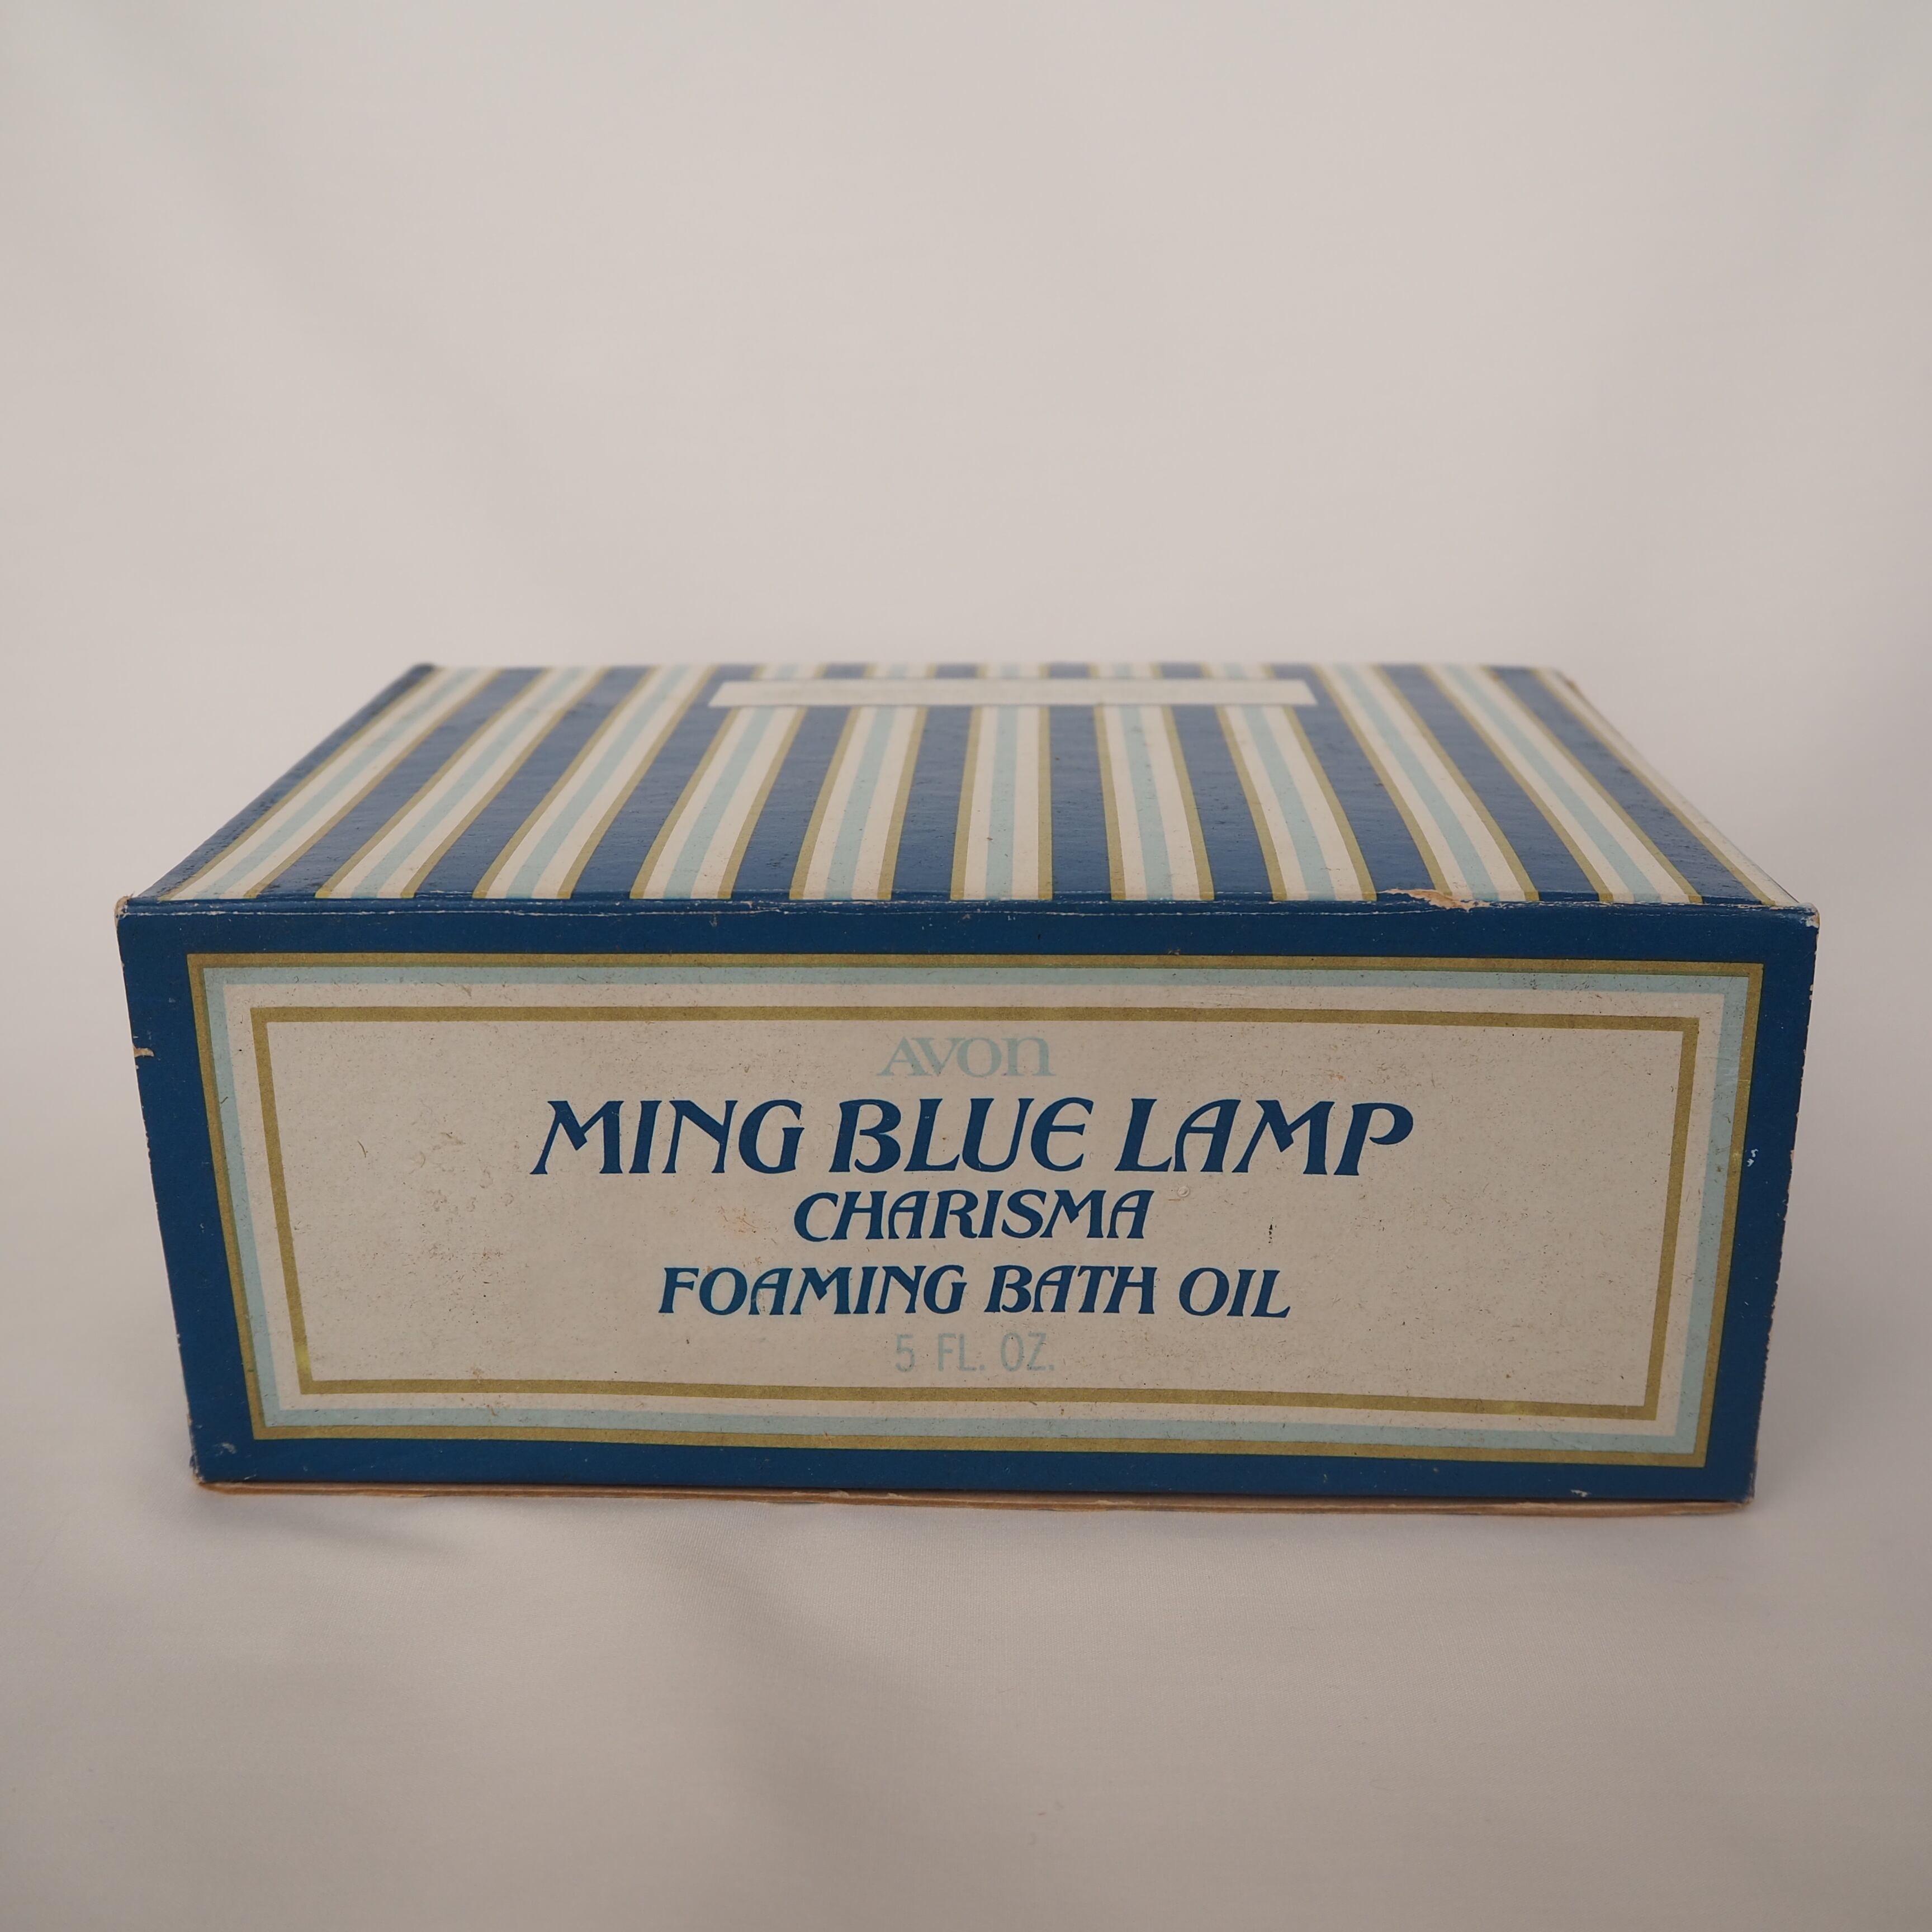 AVON
MING BLUE LAMP
CHARISMA
FOAMING BATH OIL
5 FL. OZ.